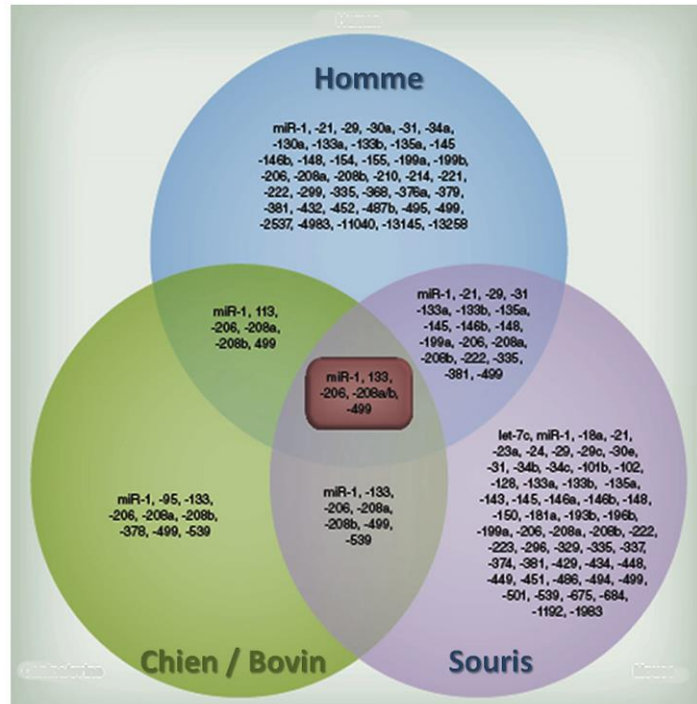 Human
Homme
miR-1, -21, -29, -30a, -31, -34a,
-130a, -133a, -133b, -135a, -145
-146b, -148, -154, -155, -199a, -199b,
-206, -208a, -208b, -210, -214, -221,
-222, -299, -335, -368, -376a, -379,
-381, -432, -452, -487b, -495, -499,
-2537, -4983, -11040, -13145, -13258
miR-1, 113,
-206, -208a,
-208b, 499
miR-1, -21, -29, -31
-133a, -133b, -135a,
-145, -146b, -148,
-199a, -206, -208a,
-208b, -222, -335,
-381, -499
miR-1, 133,
-206, -208a/b,
-499
let-7c, miR-1, -18a, -21,
-23a, -24, -29, -29c, -30e,
-31, -34b, -34c, -101b, -102,
-128, -133a, -133b, -135a,
-143, -145, -146a, -146b, -148,
-150, -181a, -193b, -196b,
-199a, -206, -208a, -208b, -222,
-223, -296, -329, -335, -337,
-374, -381, -429, -434, -448,
-449, -451, -486, -494, -499,
-501, -539, -675, -684,
-1192, -1983
miR-1, -95, -133,
-206, -208a, -208b,
-378, -499, -539
miR-1, -133,
-206, -208a,
-208b, -499,
-539
Chien / Bovin
Souris
Mouse